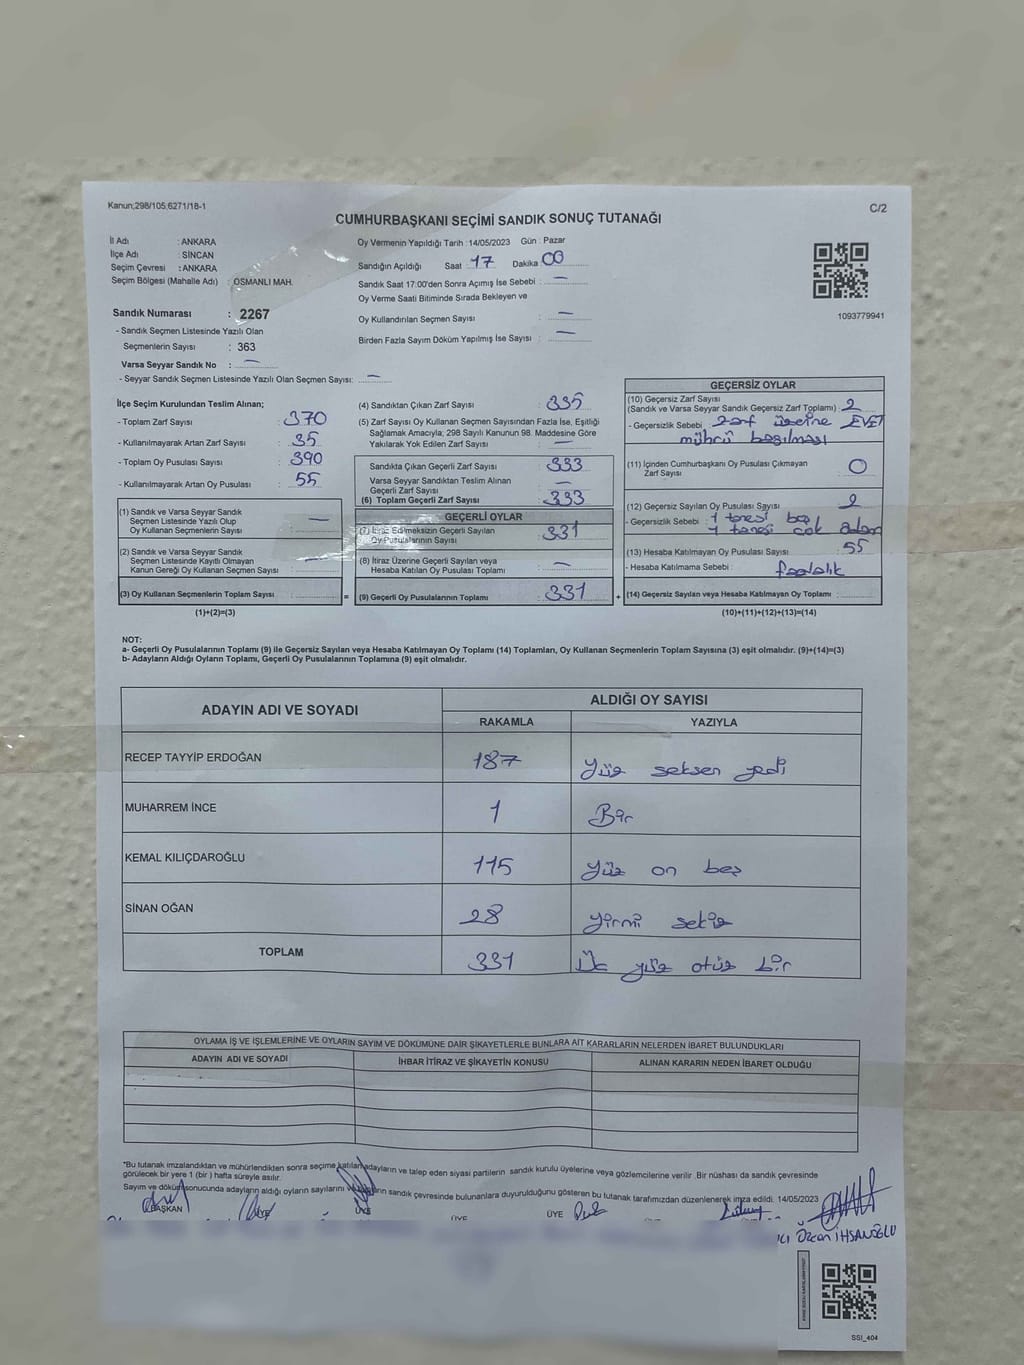 Kanun;298/105;6271/18-1
C/2
CUMHURBAŞKANI SEÇİMİ SANDIK SONUÇ TUTANAĞI
İl Adı : ANKARA
İlçe Adı : SİNCAN
Seçim Çevresi : ANKARA
Seçim Bölgesi (Mahalle Adı) : OSMANLI MAH.
Sandık Numarası : 2267
- Sandık Seçmen Listesinde Yazılı Olan
Seçmenlerin Sayısı : 363
Varsa Seyyar Sandık No : —
- Seyyar Sandık Seçmen Listesinde Yazılı Olan Seçmen Sayısı: —
Oy Vermenin Yapıldığı Tarih : 14/05/2023 Gün : Pazar
Sandığın Açıldığı Saat : 17 Dakika : 00
Sandık Saat 17:00'den Sonra Açımış İse Sebebi : —
Oy Verme Saati Bitiminde Sırada Bekleyen ve
Oy Kullandırılan Seçmen Sayısı : —
Birden Fazla Sayım Döküm Yapılmış İse Sayısı : —
1093779941
İlçe Seçim Kurulundan Teslim Alınan;
- Toplam Zarf Sayısı : 370
- Kullanılmayarak Artan Zarf Sayısı : 35
- Toplam Oy Pusulası Sayısı : 390
- Kullanılmayarak Artan Oy Pusulası : 55
(1) Sandık ve Varsa Seyyar Sandık
Seçmen Listesinde Yazılı Olup
Oy Kullanan Seçmenlerin Sayısı : —
(2) Sandık ve Varsa Seyyar Sandık
Seçmen Listesinde Kayıtlı Olmayan
Kanun Gereği Oy Kullanan Seçmen Sayısı : —
(3) Oy Kullanan Seçmenlerin Toplam Sayısı :
(1)+(2)=(3)
(4) Sandıktan Çıkan Zarf Sayısı : 335
(5) Zarf Sayısı Oy Kullanan Seçmen Sayısından Fazla İse, Eşitliği
Sağlamak Amacıyla; 298 Sayılı Kanunun 98. Maddesine Göre
Yakılarak Yok Edilen Zarf Sayısı : —
Sandıkta Çıkan Geçerli Zarf Sayısı : 333
Varsa Seyyar Sandıktan Teslim Alınan
Geçerli Zarf Sayısı : —
(6) Toplam Geçerli Zarf Sayısı : 333
GEÇERLİ OYLAR
(7) İtiraz Edilmeksizin Geçerli Sayılan
Oy Pusulalarının Sayısı : 331
(8) İtiraz Üzerine Geçerli Sayılan veya
Hesaba Katılan Oy Pusulası Toplamı : —
(9) Geçerli Oy Pusulalarının Toplamı : 331
GEÇERSİZ OYLAR
(10) Geçersiz Zarf Sayısı
(Sandık ve Varsa Seyyar Sandık Geçersiz Zarf Toplamı) : 2
- Geçersizlik Sebebi : zarf üzerine EVET
mührü basılması
(11) İçinden Cumhurbaşkanı Oy Pusulası Çıkmayan
Zarf Sayısı : 0
(12) Geçersiz Sayılan Oy Pusulası Sayısı : 2
- Geçersizlik Sebebi : 1 tanesi boş
1 tanesi çok adam
(13) Hesaba Katılmayan Oy Pusulası Sayısı : 55
- Hesaba Katılmama Sebebi : fazlalık
(14) Geçersiz Sayılan veya Hesaba Katılmayan Oy Toplamı :
(10)+(11)+(12)+(13)=(14)
NOT:
a- Geçerli Oy Pusulalarının Toplamı (9) ile Geçersiz Sayılan veya Hesaba Katılmayan Oy Toplamı (14) Toplamları, Oy Kullanan Seçmenlerin Toplam Sayısına (3) eşit olmalıdır. (9)+(14)=(3)
b- Adayların Aldığı Oyların Toplamı, Geçerli Oy Pusulalarının Toplamına (9) eşit olmalıdır.
ADAYIN ADI VE SOYADI
ALDIĞI OY SAYISI
RAKAMLA YAZIYLA
RECEP TAYYİP ERDOĞAN 187 Yüz seksen yedi
MUHARREM İNCE 1 Bir
KEMAL KILIÇDAROĞLU 115 Yüz on beş
SİNAN OĞAN 28 Yirmi sekiz
TOPLAM 331 Üç yüz otuz bir
OYLAMA İŞ VE İŞLEMLERİNE VE OYLARIN SAYIM VE DÖKÜMÜNE DAİR ŞİKAYETLERLE BUNLARA AİT KARARLARIN NELERDEN İBARET BULUNDUKLARI
ADAYIN ADI VE SOYADI İHBAR İTİRAZ VE ŞİKAYETİN KONUSU ALINAN KARARIN NEDEN İBARET OLDUĞU
*Bu tutanak imzalandıktan ve mühürlendikten sonra seçime katılan adayların ve talep eden siyasi partilerin sandık kurulu üyelerine veya gözlemcilerine verilir. Bir nüshası da sandık çevresinde
görülecek bir yere 1 (bir) hafta süreyle asılır.
Sayım ve döküm sonucunda adayların aldığı oyların sayılarını sandık çevresinde bulunanlara duyurulduğunu gösteren bu tutanak tarafımızdan düzenlenerek imza edildi. 14/05/2023
BAŞKAN ÜYE ÜYE ÜYE ÜYE
Özcan İHSANOĞLU
SSI_404